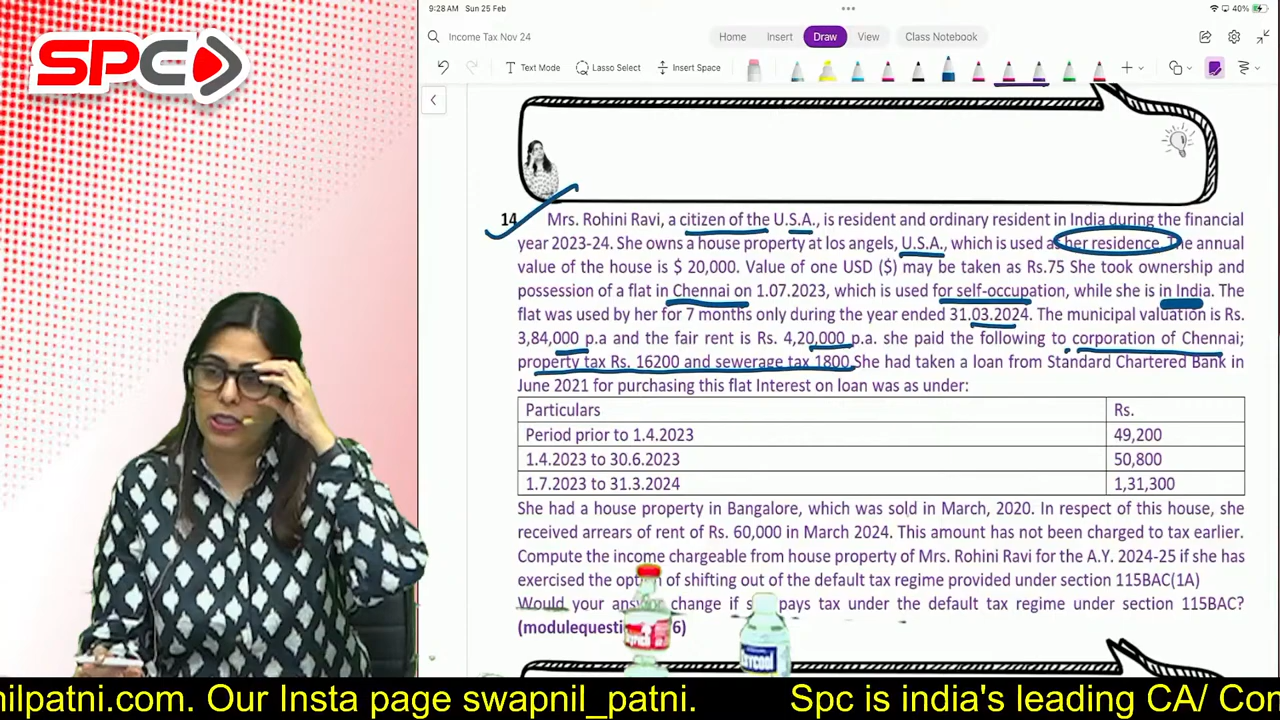 9:28 AM Sun 25 Feb
40%
SPC
Income Tax Nov 24
Home Insert Draw View Class Notebook
Text Mode Lasso Select Insert Space
14 Mrs. Rohini Ravi, a citizen of the U.S.A., is resident and ordinary resident in India during the financial
year 2023-24. She owns a house property at los angels, U.S.A., which is used as her residence. The annual
value of the house is $ 20,000. Value of one USD ($) may be taken as Rs.75 She took ownership and
possession of a flat in Chennai on 1.07.2023, which is used for self-occupation, while she is in India. The
flat was used by her for 7 months only during the year ended 31.03.2024. The municipal valuation is Rs.
3,84,000 p.a and the fair rent is Rs. 4,20,000 p.a. she paid the following to corporation of Chennai;
property tax Rs. 16200 and sewerage tax 1800 She had taken a loan from Standard Chartered Bank in
June 2021 for purchasing this flat Interest on loan was as under:
Particulars Rs.
Period prior to 1.4.2023 49,200
1.4.2023 to 30.6.2023 50,800
1.7.2023 to 31.3.2024 1,31,300
She had a house property in Bangalore, which was sold in March, 2020. In respect of this house, she
received arrears of rent of Rs. 60,000 in March 2024. This amount has not been charged to tax earlier.
Compute the income chargeable from house property of Mrs. Rohini Ravi for the A.Y. 2024-25 if she has
exercised the option of shifting out of the default tax regime provided under section 115BAC(1A)
Would your answer change if pays tax under the default tax regime under section 115BAC?
6)
nilpatni.com. Our Insta page swapnil_patni. Spc is india's leading CA/ Con